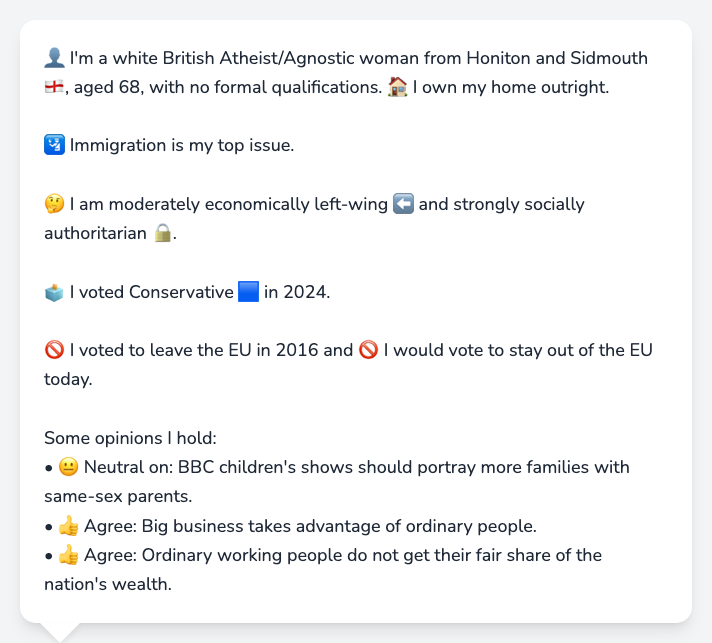 👤 I'm a white British Atheist/Agnostic woman from Honiton and Sidmouth
🏴󠁧󠁢󠁥󠁮󠁧󠁿, aged 68, with no formal qualifications. 🏠 I own my home outright.
🛂 Immigration is my top issue.
🤔 I am moderately economically left-wing ⬅️ and strongly socially
authoritarian 🔒.
🗳️ I voted Conservative 🟦 in 2024.
🚫 I voted to leave the EU in 2016 and 🚫 I would vote to stay out of the EU
today.
Some opinions I hold:
• 😐 Neutral on: BBC children's shows should portray more families with
same-sex parents.
• 👍 Agree: Big business takes advantage of ordinary people.
• 👍 Agree: Ordinary working people do not get their fair share of the
nation's wealth.